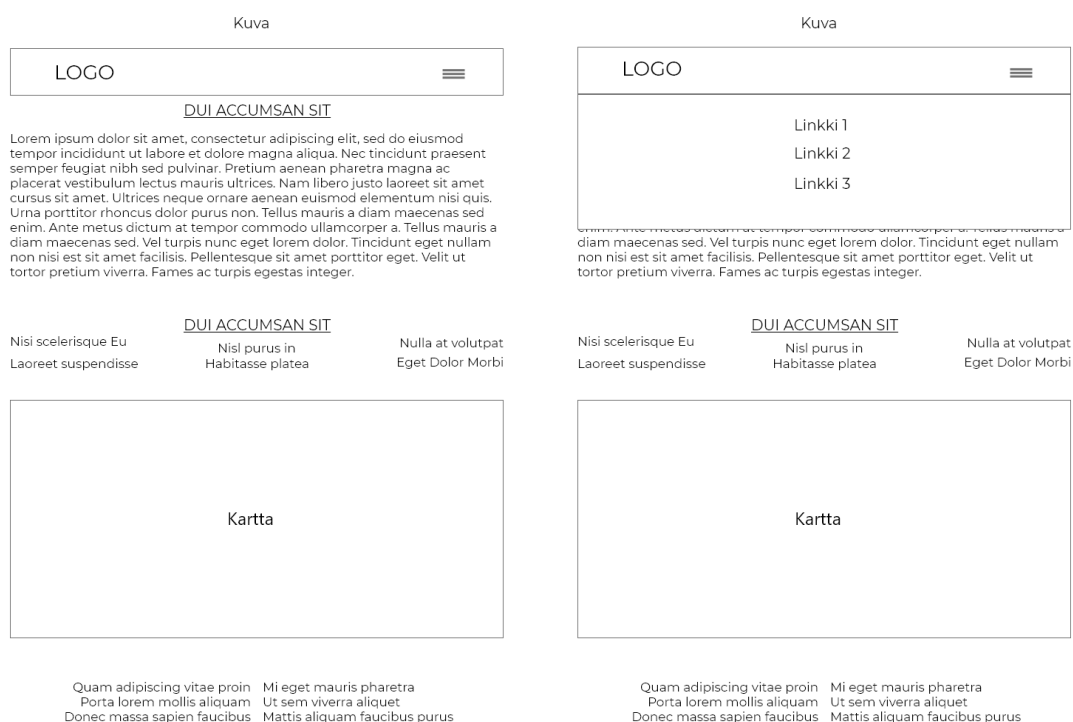 Kuva
LOGO
DUI ACCUMSAN SIT
Lorem ipsum dolor sit amet, consectetur adipiscing elit, sed do eiusmod
tempor incididunt ut labore et dolore magna aliqua. Nec tincidunt praesent
semper feugiat nibh sed pulvinar. Pretium aenean pharetra magna ac
placerat vestibulum lectus mauris ultrices. Nam libero justo laoreet sit amet
cursus sit amet. Ultrices neque ornare aenean euismod elementum nisi quis.
Urna porttitor rhoncus dolor purus non. Tellus mauris a diam maecenas sed
enim. Ante metus dictum at tempor commodo ullamcorper a. Tellus mauris a
diam maecenas sed. Vel turpis nunc eget lorem dolor. Tincidunt eget nullam
non nisi est sit amet facilisis. Pellentesque sit amet porttitor eget. Velit ut
tortor pretium viverra. Fames ac turpis egestas integer.
DUI ACCUMSAN SIT
Nisi scelerisque Eu
Laoreet suspendisse
Nisl purus in
Habitasse platea
Nulla at volutpat
Eget Dolor Morbi
Kartta
Quam adipiscing vitae proin
Porta lorem mollis aliquam
Donec massa sapien faucibus
Mi eget mauris pharetra
Ut sem viverra aliquet
Mattis aliquam faucibus purus
Kuva
LOGO
Linkki 1
Linkki 2
Linkki 3
enim. Ante metus dictum at tempor commodo ullamcorper a. Tellus mauris a
diam maecenas sed. Vel turpis nunc eget lorem dolor. Tincidunt eget nullam
non nisi est sit amet facilisis. Pellentesque sit amet porttitor eget. Velit ut
tortor pretium viverra. Fames ac turpis egestas integer.
DUI ACCUMSAN SIT
Nisi scelerisque Eu
Laoreet suspendisse
Nisl purus in
Habitasse platea
Nulla at volutpat
Eget Dolor Morbi
Kartta
Quam adipiscing vitae proin
Porta lorem mollis aliquam
Donec massa sapien faucibus
Mi eget mauris pharetra
Ut sem viverra aliquet
Mattis aliquam faucibus purus